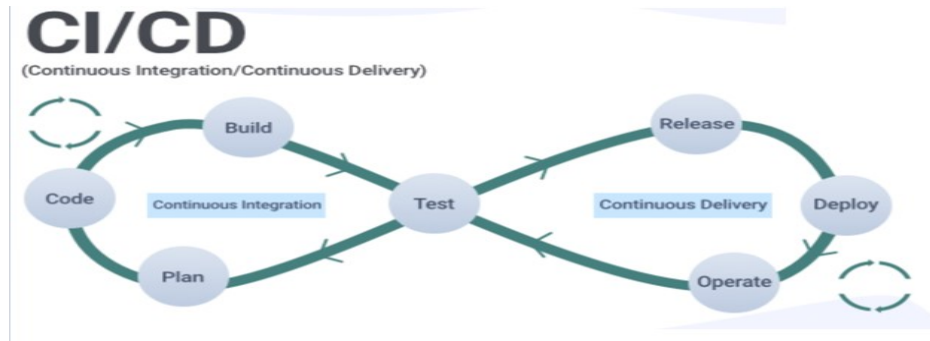 CI/CD
(Continuous Integration/Continuous Delivery)
Build
Release
Code
Continuous Integration
Test
Continuous Delivery
Deploy
Plan
Operate